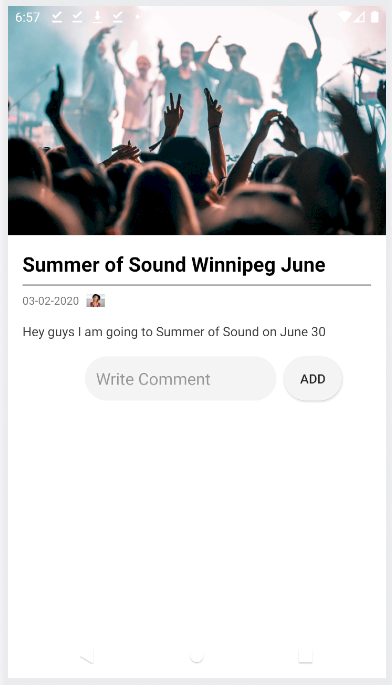 6:57
Summer of Sound Winnipeg June
03-02-2020
Hey guys I am going to Summer of Sound on June 30
Write Comment
ADD